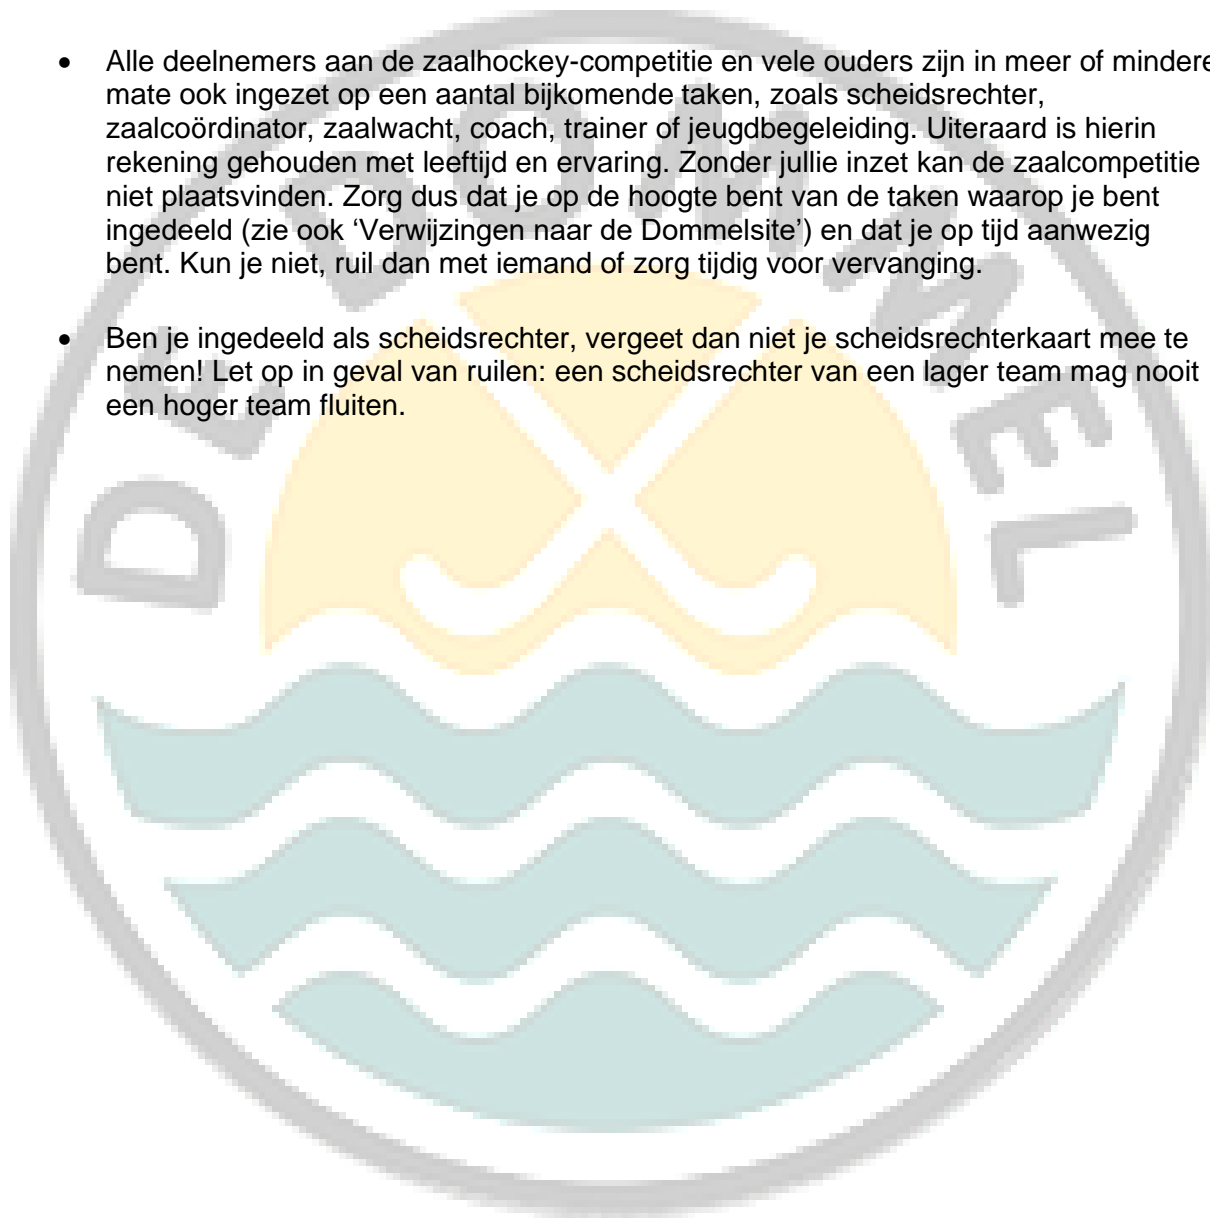 • Alle deelnemers aan de zaalhockey-competitie en vele ouders zijn in meer of mindere
mate ook ingezet op een aantal bijkomende taken, zoals scheidsrechter,
zaalcoördinator, zaalwacht, coach, trainer of jeugdbegeleiding. Uiteraard is hierin
rekening gehouden met leeftijd en ervaring. Zonder jullie inzet kan de zaalcompetitie
niet plaatsvinden. Zorg dus dat je op de hoogte bent van de taken waarop je bent
ingedeeld (zie ook ‘Verwijzingen naar de Dommelsite’) en dat je op tijd aanwezig
bent. Kun je niet, ruil dan met iemand of zorg tijdig voor vervanging.
• Ben je ingedeeld als scheidsrechter, vergeet dan niet je scheidsrechterkaart mee te
nemen! Let op in geval van ruilen: een scheidsrechter van een lager team mag nooit
een hoger team fluiten.
DE DOMMEL